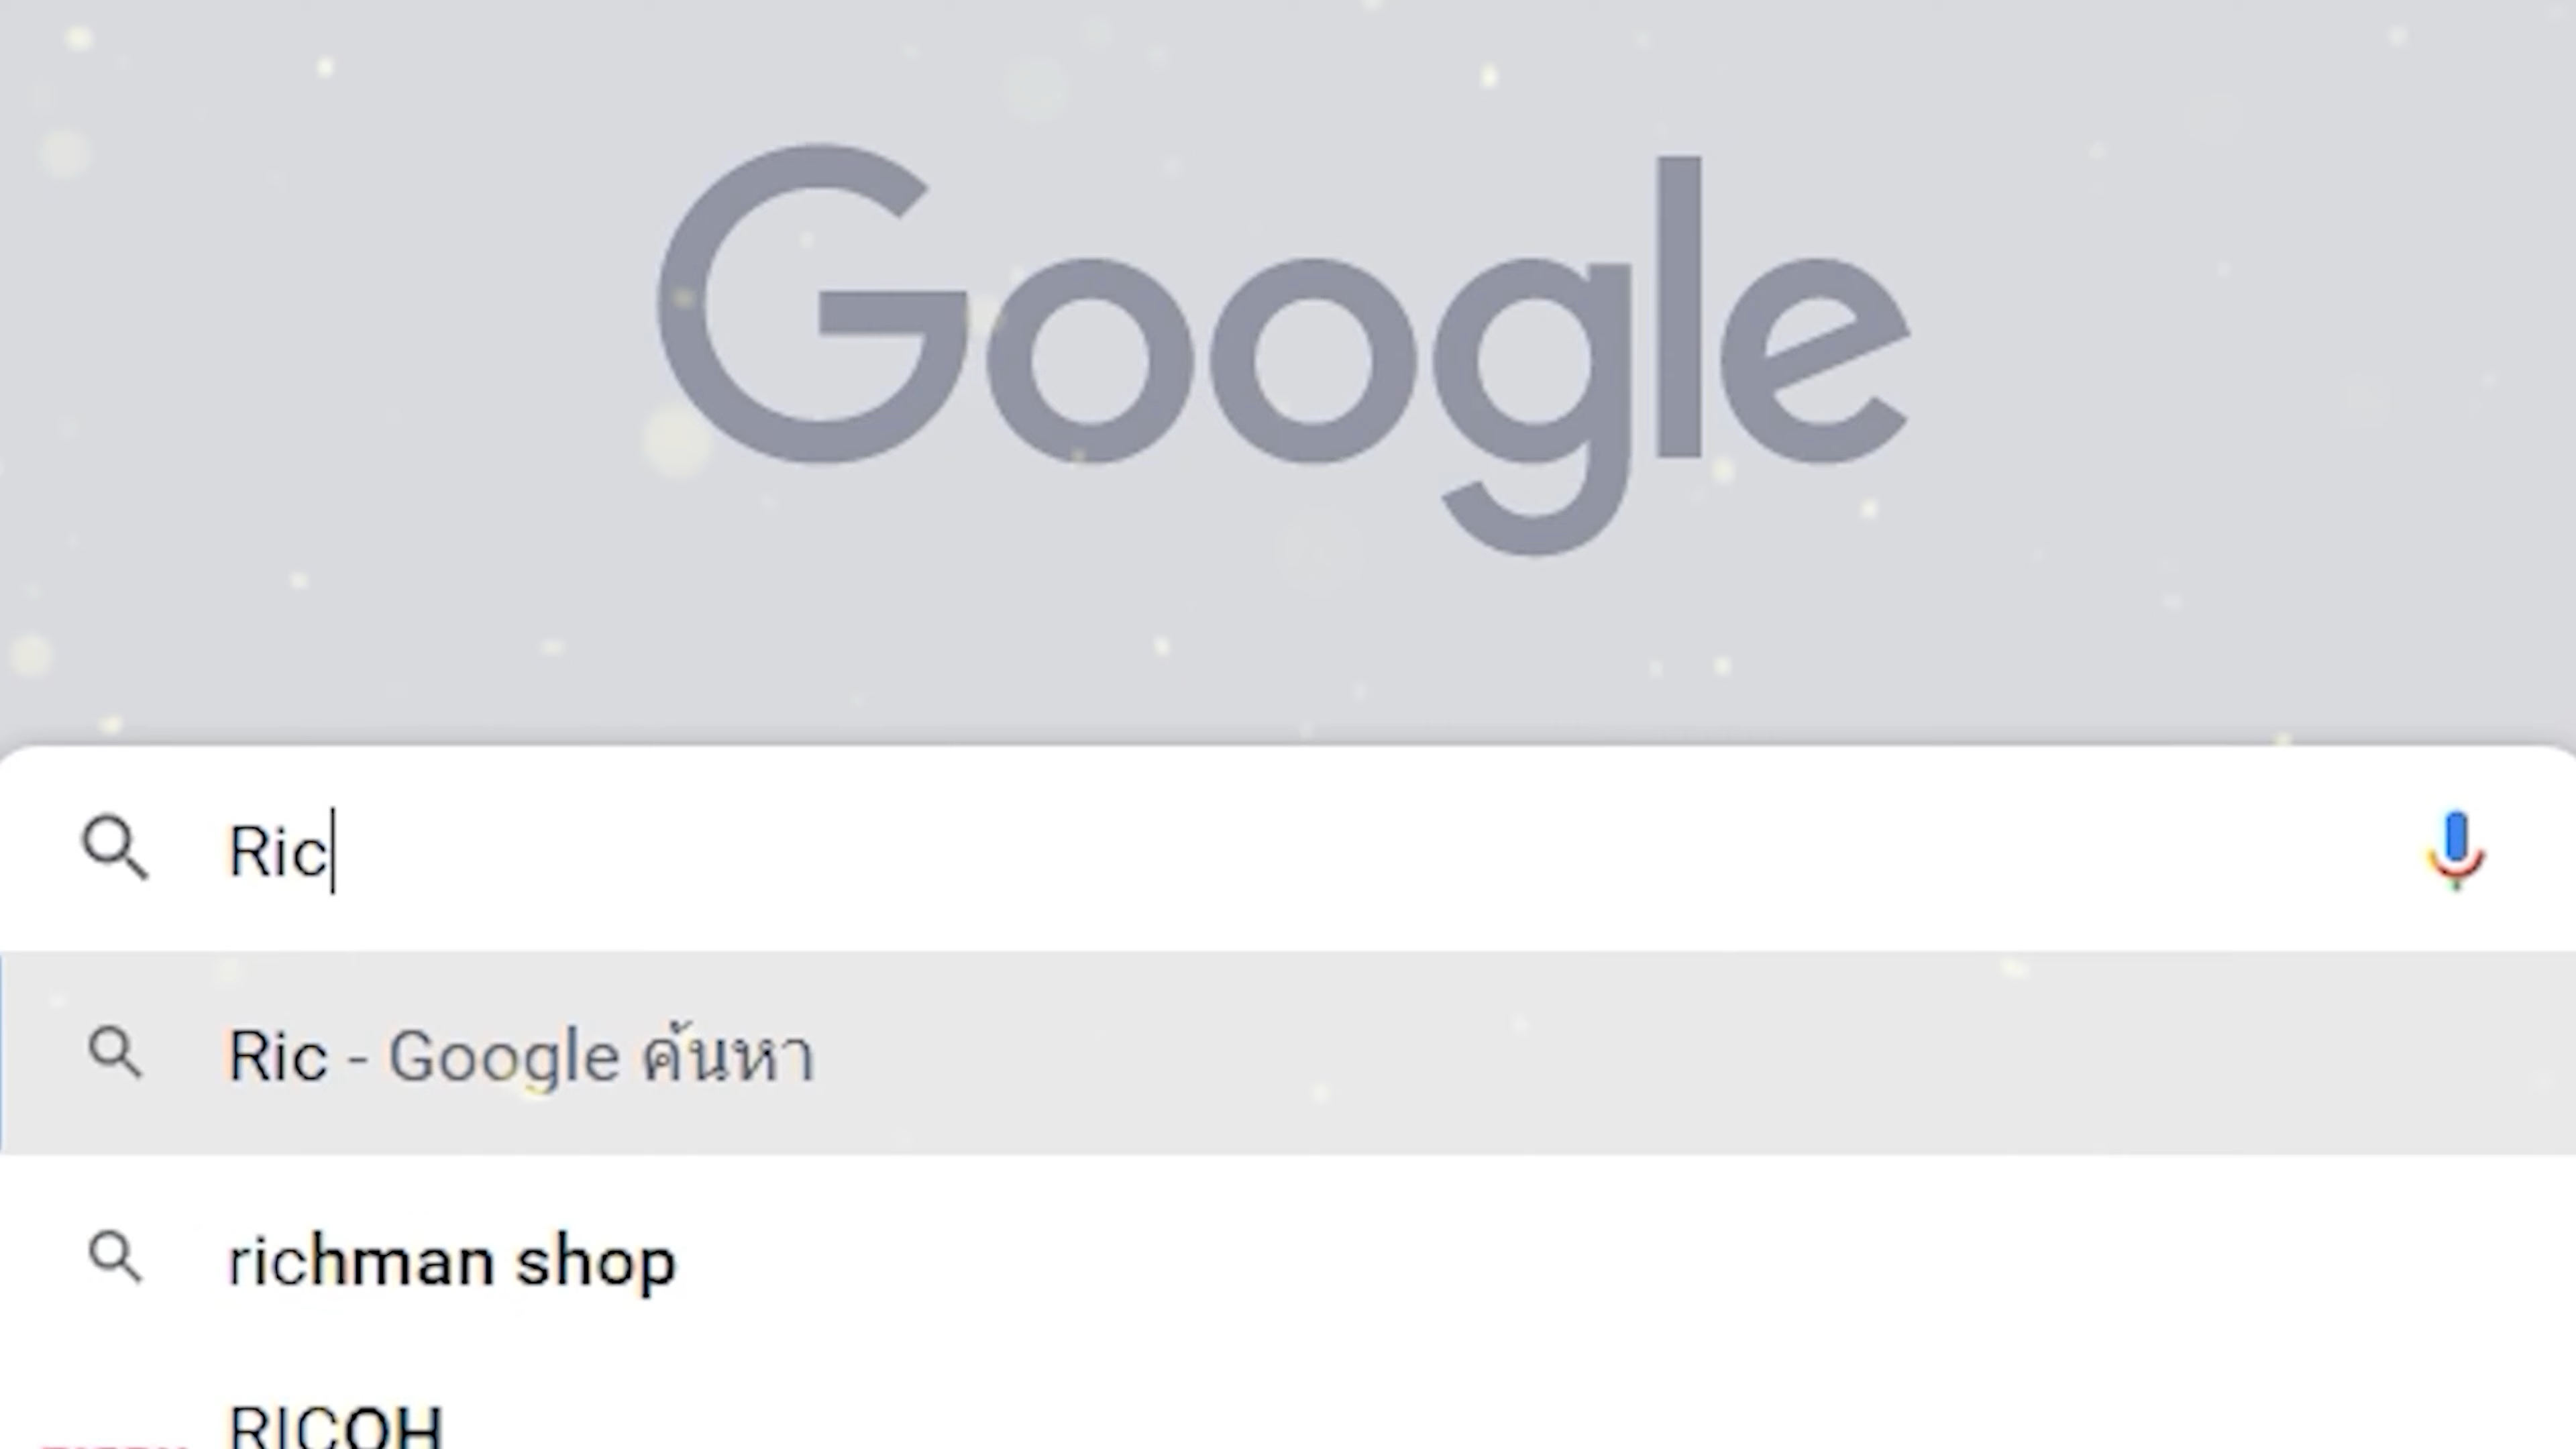 Google
Ric
Ric - Google ค้นหา
richman shop
RICOH